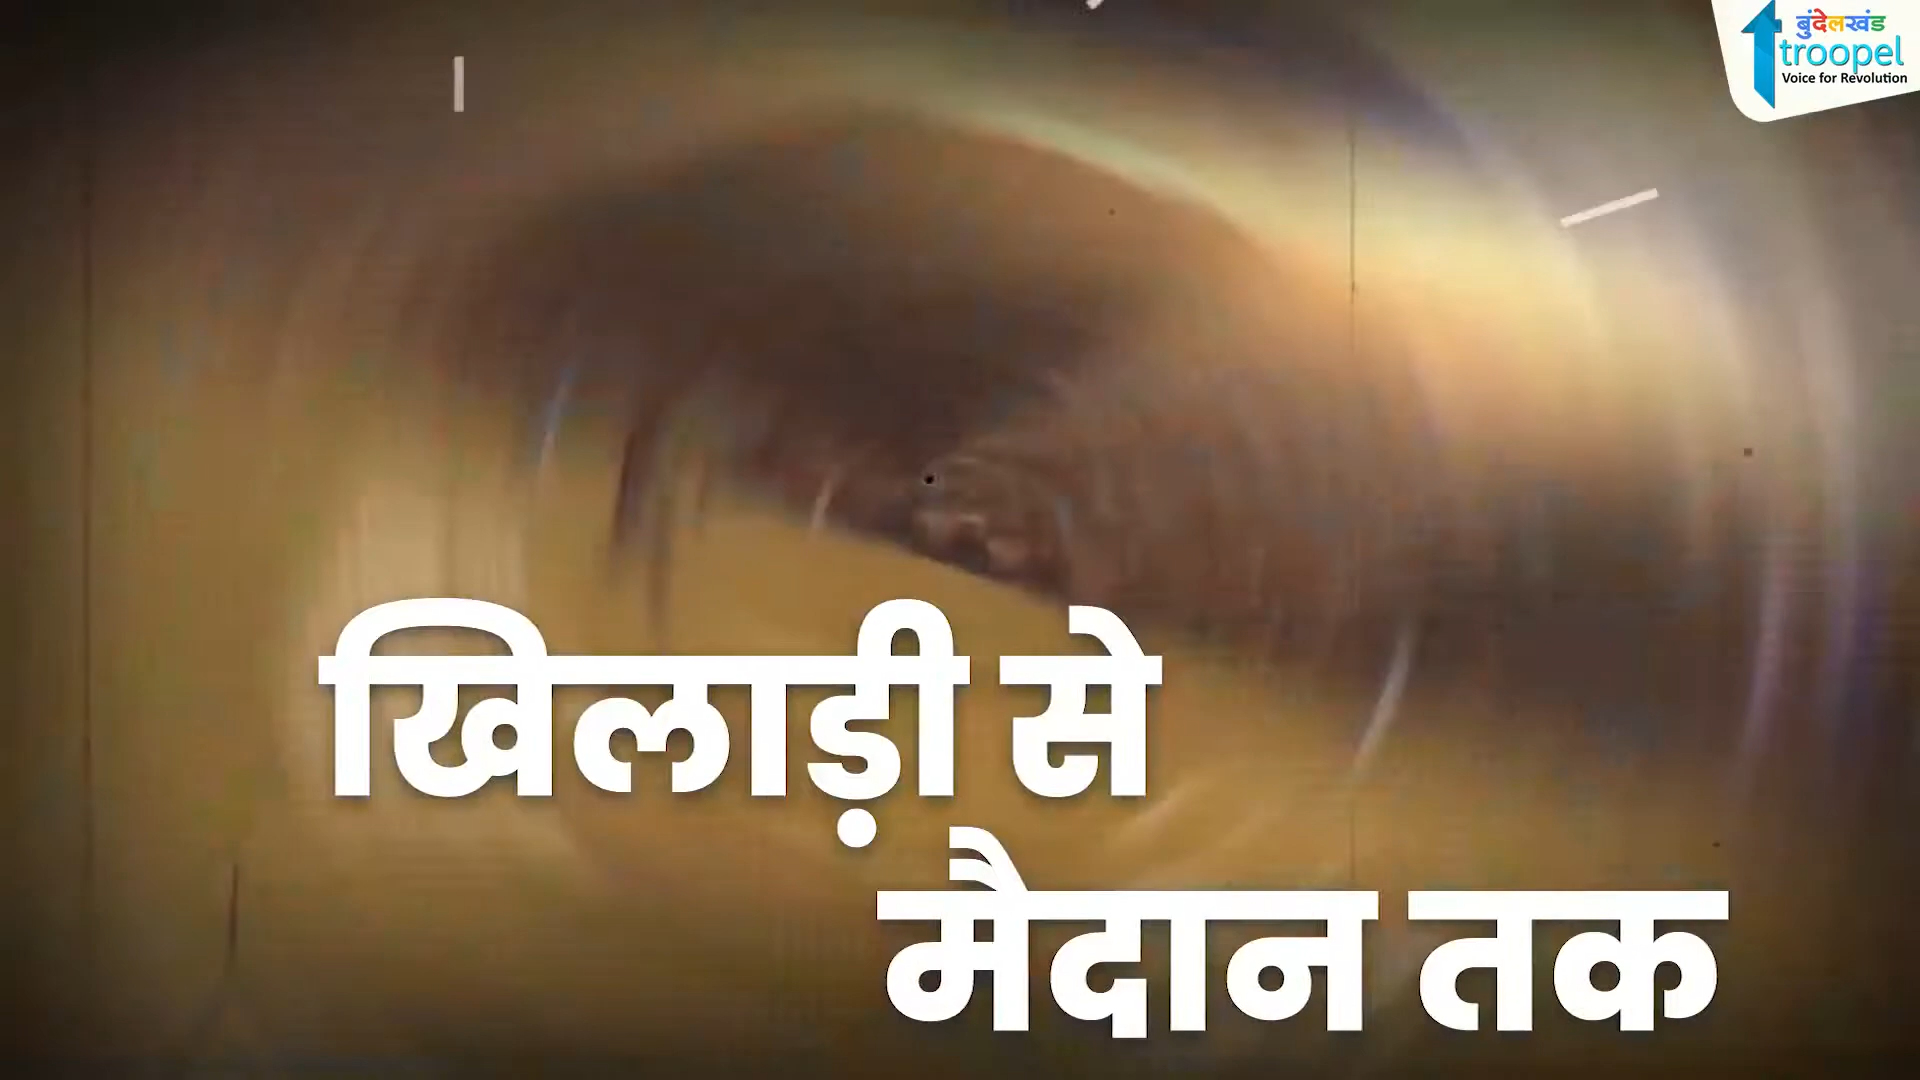 बुंदेलखंड
troopel
Voice for Revolution
खिलाड़ी से
मैदान तक